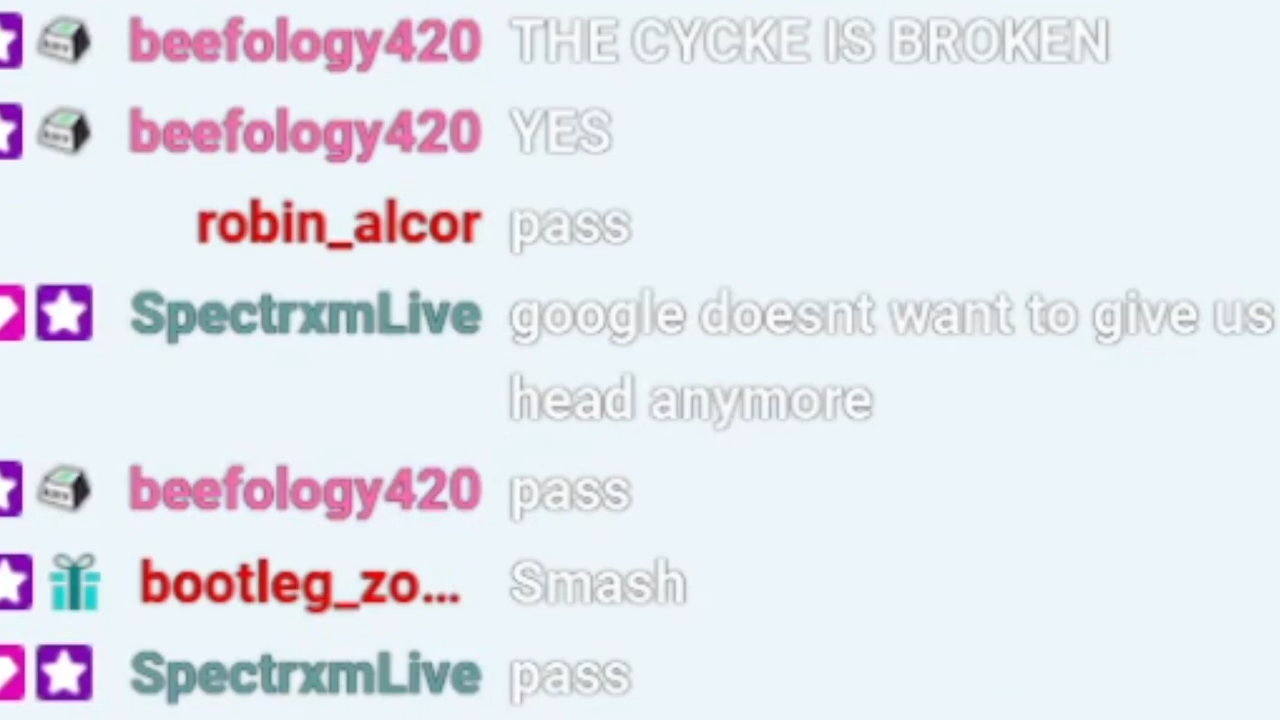 beefology420 THE CYCKE IS BROKEN
beefology420 YES
robin_alcor pass
SpectrxmLive google doesnt want to give us
head anymore
beefology420 pass
bootleg_zo... Smash
SpectrxmLive pass